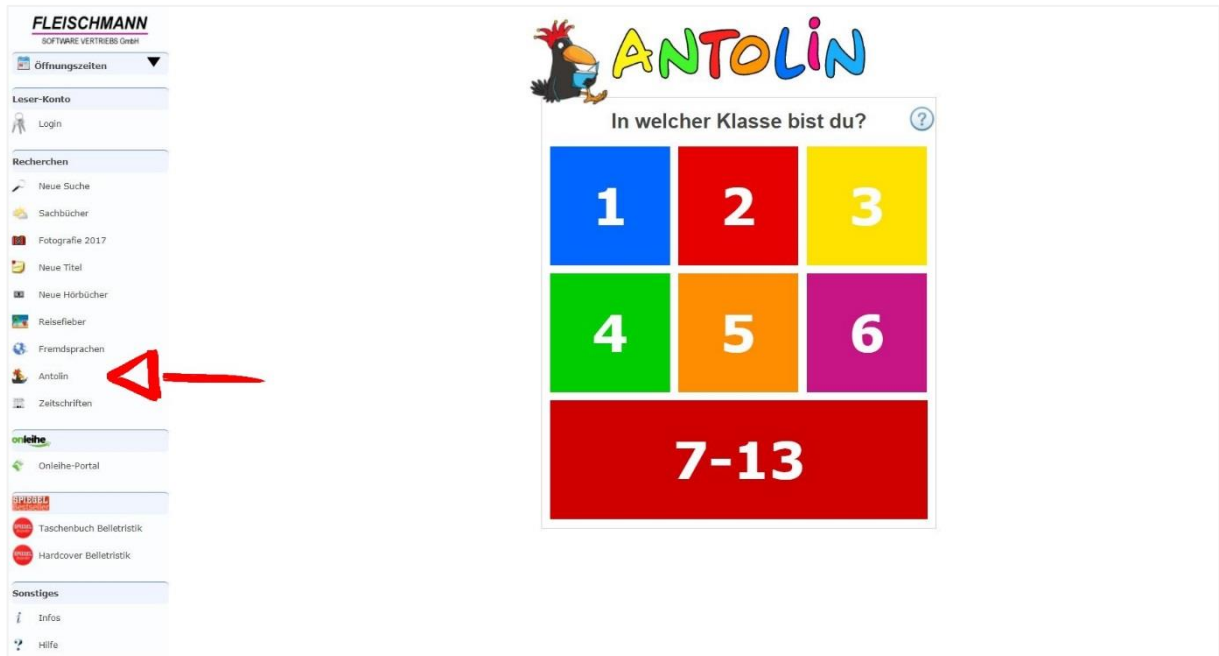 FLEISCHMANN
SOFTWARE VERTRIEBS GmbH
Öffnungszeiten
Leser-Konto
Login
Recherchen
Neue Suche
Sachbücher
Fotografie 2017
Neue Titel
Neue Hörbücher
Reisefieber
Fremdsprachen
Antolin
Zeitschriften
onleihe
Onleihe-Portal
SPIEGEL
Bestseller
Taschenbuch Belletristik
Hardcover Belletristik
Sonstiges
Infos
Hilfe
ANTOLiN
In welcher Klasse bist du? ?
1 2 3
4 5 6
7-13